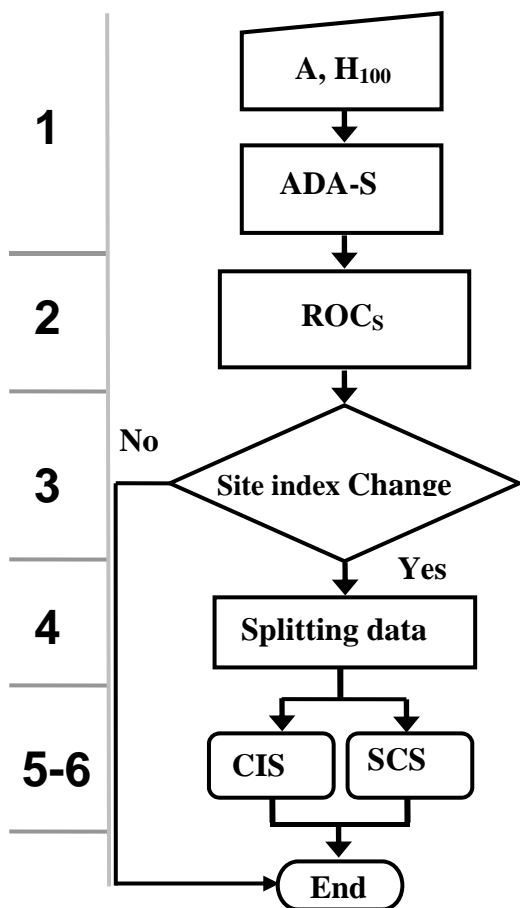 A, H₁₀₀
1
ADA-S
2
ROCₛ
No
3
Site index Change
Yes
4
Splitting data
5-6
CIS
SCS
End